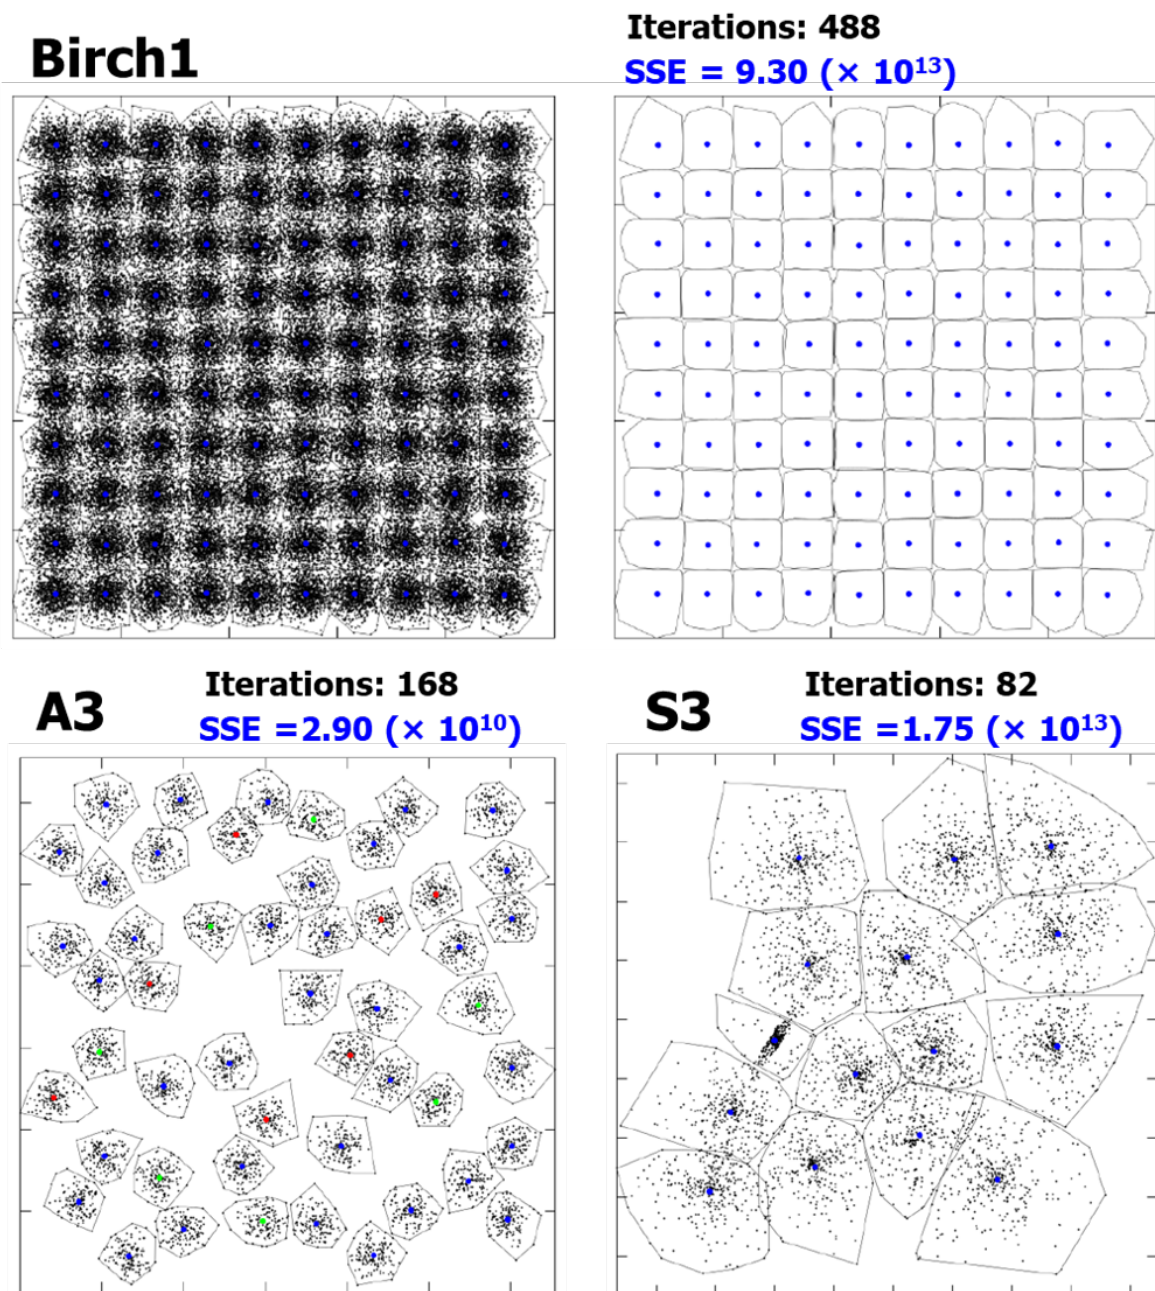 Birch1
Iterations: 488
SSE = 9.30 (× 10¹³)
A3
Iterations: 168
SSE =2.90 (× 10¹⁰)
S3
Iterations: 82
SSE =1.75 (× 10¹³)